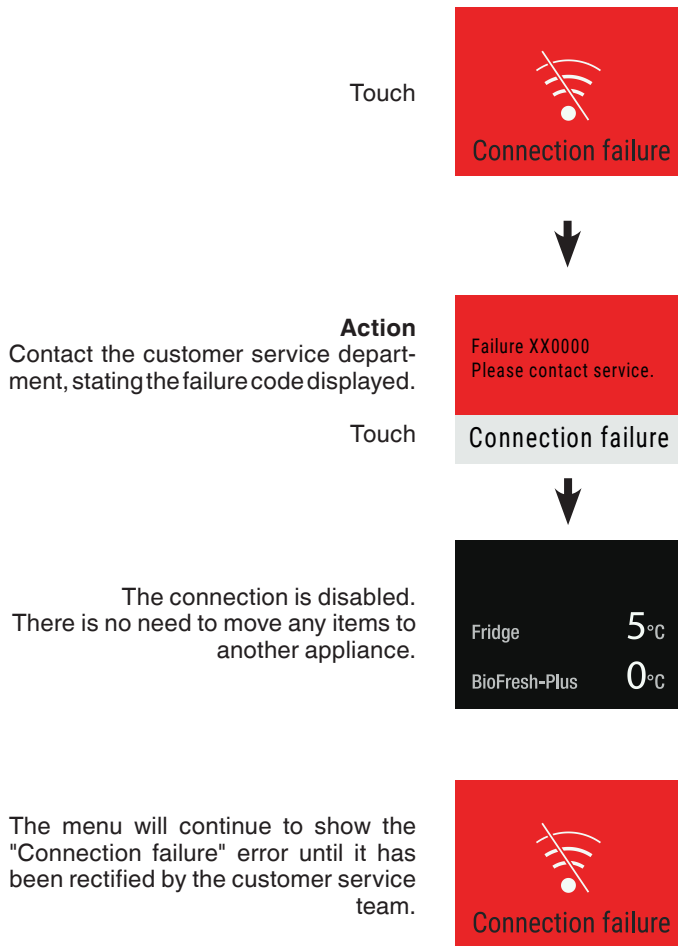 Touch
Connection failure
Action
Contact the customer service depart-
ment, stating the failure code displayed.
Failure XX0000
Please contact service.
Touch
Connection failure
The connection is disabled.
There is no need to move any items to
another appliance.
Fridge 5°C
BioFresh-Plus 0°C
The menu will continue to show the
"Connection failure" error until it has
been rectified by the customer service
team.
Connection failure